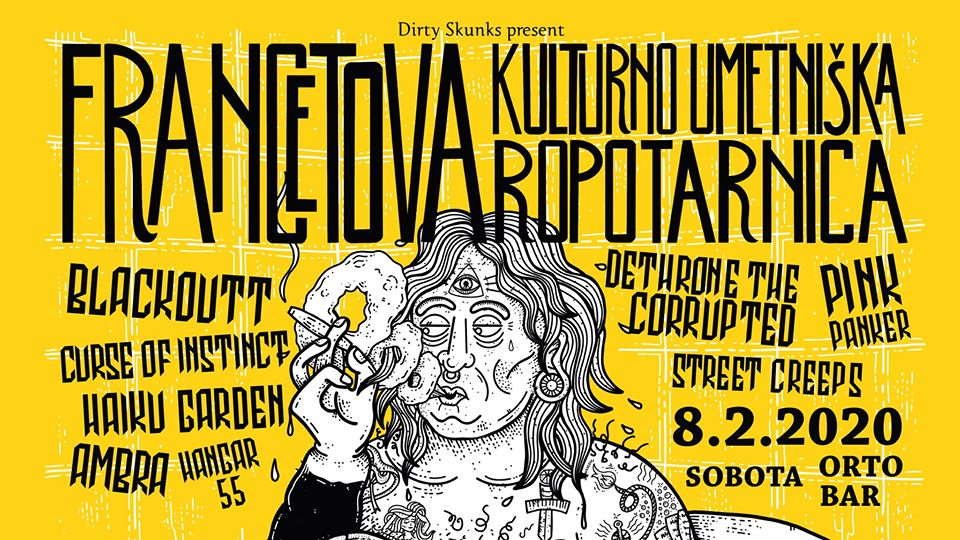 Dirty Skunks present
FRANCETOVA
KULTURNO UMETNIŠKA
ROPOTARNICA
BLACKOUTT
CURSE OF INSTINCT
HAIKU GARDEN
AMBRA
HANGAR
55
DETHRONE THE
CORRUPTED
PINK
PANKER
STREET CREEPS
8.2.2020
SOBOTA
ORTO
BAR